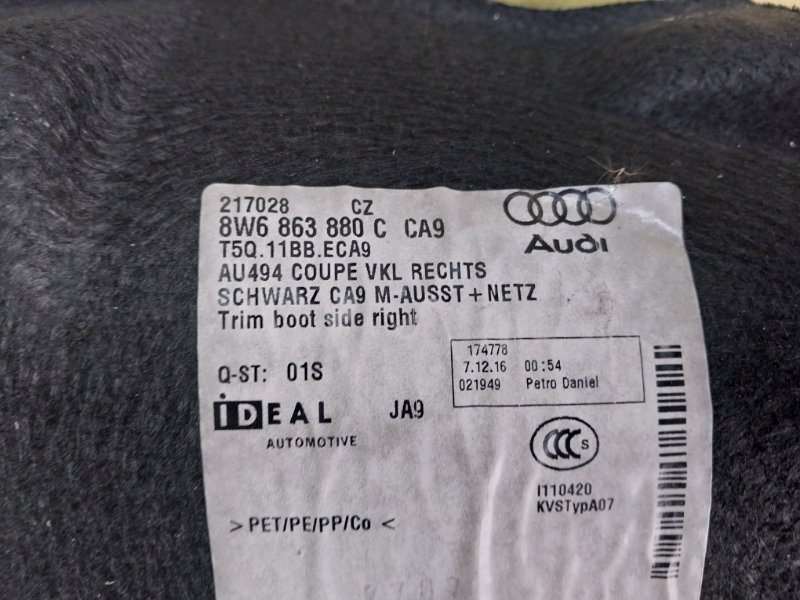 217028 CZ
8W6 863 880 C CA9
T5Q.11BB.ECA9
AU494 COUPE VKL RECHTS
SCHWARZ CA9 M-AUSST+NETZ
Trim boot side right
Audi
174778
7.12.16 00:54
021949 Petro Daniel
Q-ST: 01S
IDEAL JA9
AUTOMOTIVE
CCC S
I110420
KVSTypA07
> PET/PE/PP/Co <